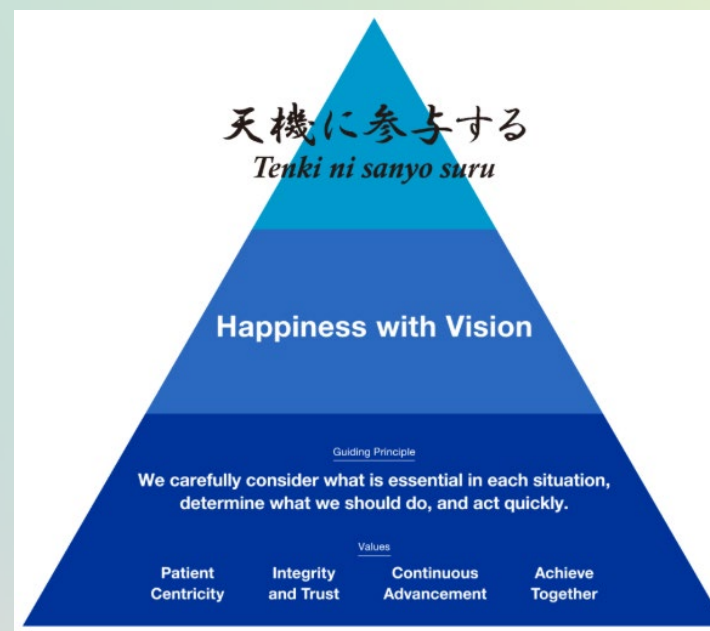 天機に参与する
Tenki ni sanyo suru
Happiness with Vision
Guiding Principle
We carefully consider what is essential in each situation,
determine what we should do, and act quickly.
Values
Patient Centricity
Integrity and Trust
Continuous Advancement
Achieve Together